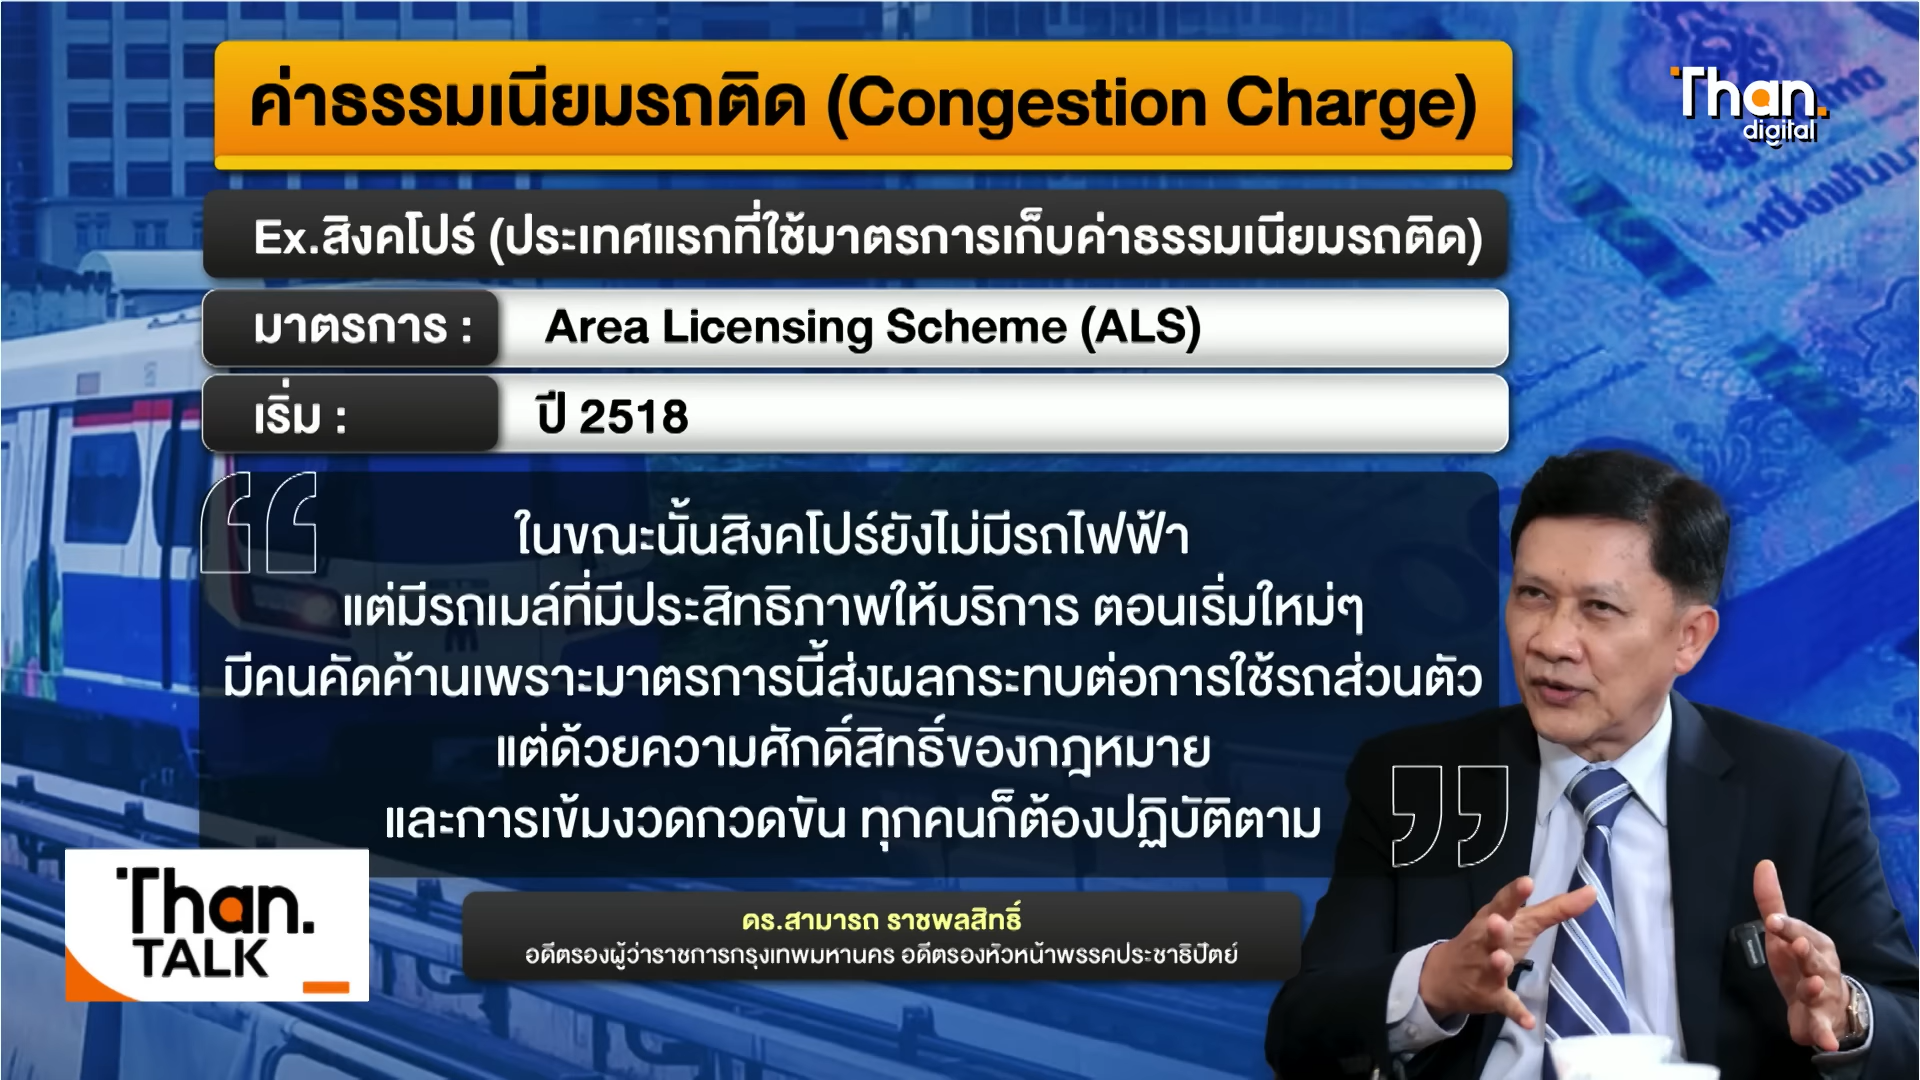 ค่าธรรมเนียมรถติด (Congestion Charge)
Than.
digital
Ex.สิงคโปร์ (ประเทศแรกที่ใช้มาตรการเก็บค่าธรรมเนียมรถติด)
มาตรการ : Area Licensing Scheme (ALS)
เริ่ม : ปี 2518
“
ในขณะนั้นสิงคโปร์ยังไม่มีรถไฟฟ้า
แต่มีรถเมล์ที่มีประสิทธิภาพให้บริการ ตอนเริ่มใหม่ๆ
มีคนคัดค้านเพราะมาตรการนี้ส่งผลกระทบต่อการใช้รถส่วนตัว
แต่ด้วยความศักดิ์สิทธิ์ของกฎหมาย
และการเข้มงวดกวดขัน ทุกคนก็ต้องปฏิบัติตาม
”
Than.
TALK
ดร.สามารถ ราชพลสิทธิ์
อดีตรองผู้ว่าราชการกรุงเทพมหานคร อดีตรองหัวหน้าพรรคประชาธิปัตย์